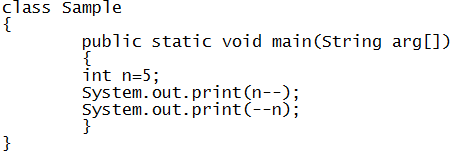 class Sample
{
public static void main(String arg[])
{
int n=5;
System.out.print(n--);
System.out.print(--n);
}
}